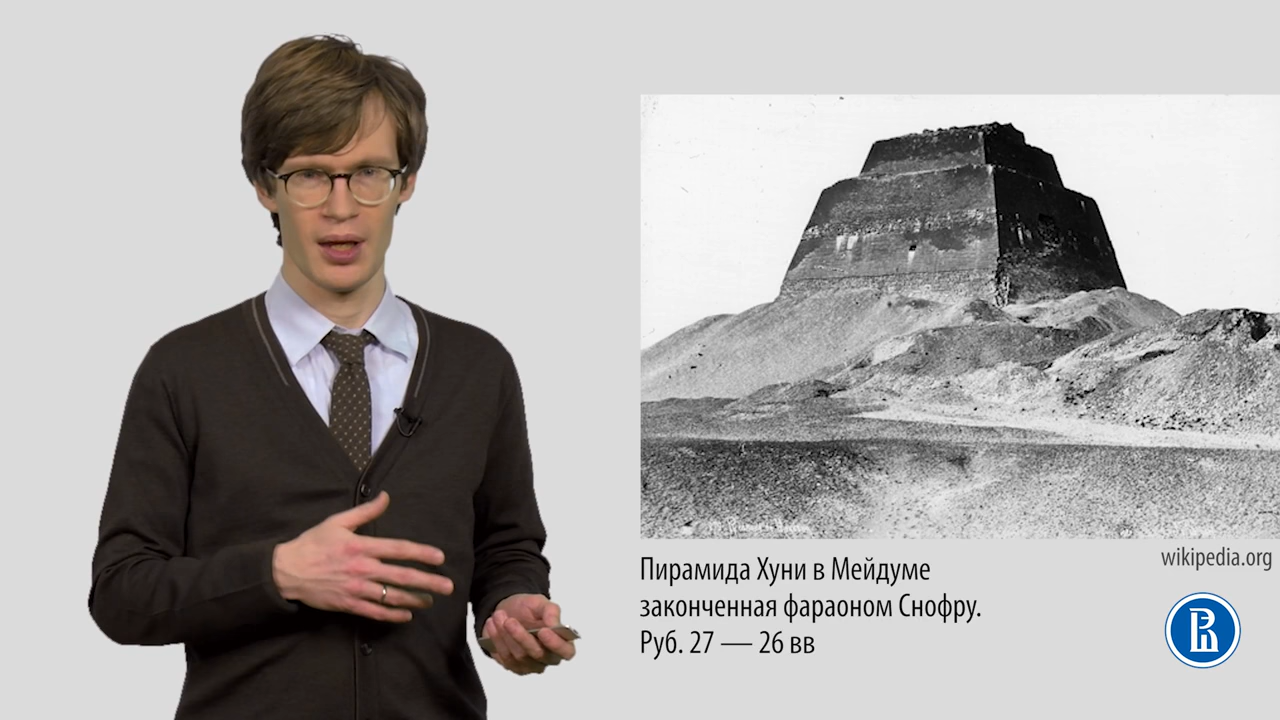 Пирамида Хуни в Мейдуме
законченная фараоном Снофру.
Руб. 27 — 26 вв
wikipedia.org